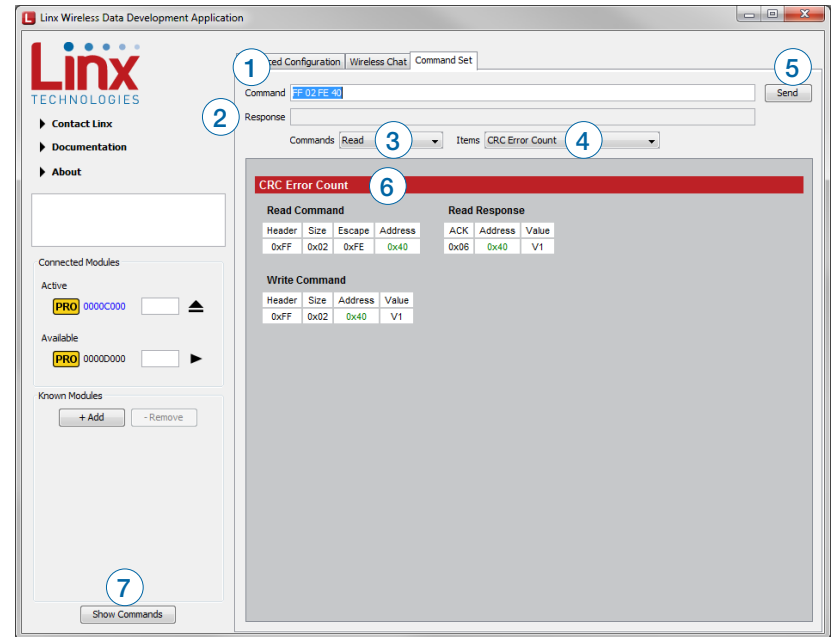 Linx Wireless Data Development Application
Linx
TECHNOLOGIES
Contact Linx
Documentation
About
Connected Modules
Active
PRO 0000C000
Available
PRO 0000D000
Known Modules
+ Add - Remove
7
Show Commands
1 Configuration Wireless Chat Command Set
5
Command FF 02 FE 40 Send
2 Response
Commands Read 3 Items CRC Error Count 4
CRC Error Count 6
Read Command Read Response
Header Size Escape Address ACK Address Value
0xFF 0x02 0xFE 0x40 0x06 0x40 V1
Write Command
Header Size Address Value
0xFF 0x02 0x40 V1